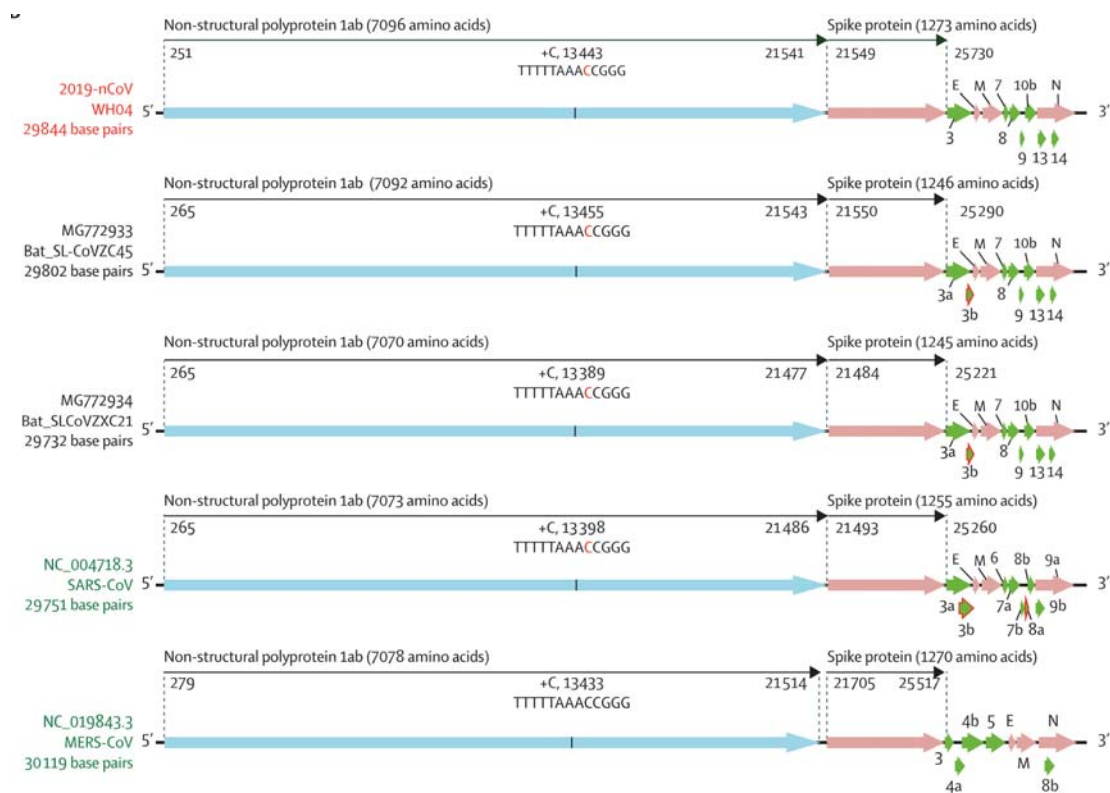 Non-structural polyprotein 1ab (7096 amino acids) Spike protein (1273 amino acids)
251 +C, 13443 21541 21549 25730
TTTTTAAACCGGG
2019-nCoV
WH04
29844 base pairs
5′ E M 7 10b N 3′
3 8 9 13 14
Non-structural polyprotein 1ab (7092 amino acids) Spike protein (1246 amino acids)
265 +C, 13455 21543 21550 25290
TTTTTAAACCGGG
MG772933
Bat_SL-CoVZC45
29802 base pairs
5′ E M 7 10b N 3′
3a 3b 8 9 13 14
Non-structural polyprotein 1ab (7070 amino acids) Spike protein (1245 amino acids)
265 +C, 13389 21477 21484 25221
TTTTTAAACCGGG
MG772934
Bat_SLCoVZXC21
29732 base pairs
5′ E M 7 10b N 3′
3a 3b 8 9 13 14
Non-structural polyprotein 1ab (7073 amino acids) Spike protein (1255 amino acids)
265 +C, 13398 21486 21493 25260
TTTTTAAACCGGG
NC_004718.3
SARS-CoV
29751 base pairs
5′ E M 6 8b 9a 3′
3a 3b 7a 7b 8a 9b
Non-structural polyprotein 1ab (7078 amino acids) Spike protein (1270 amino acids)
279 +C, 13433 21514 21705 25517
TTTTTAAACCGGG
NC_019843.3
MERS-CoV
30119 base pairs
5′ 4b 5 E N 3′
3 4a M 8b